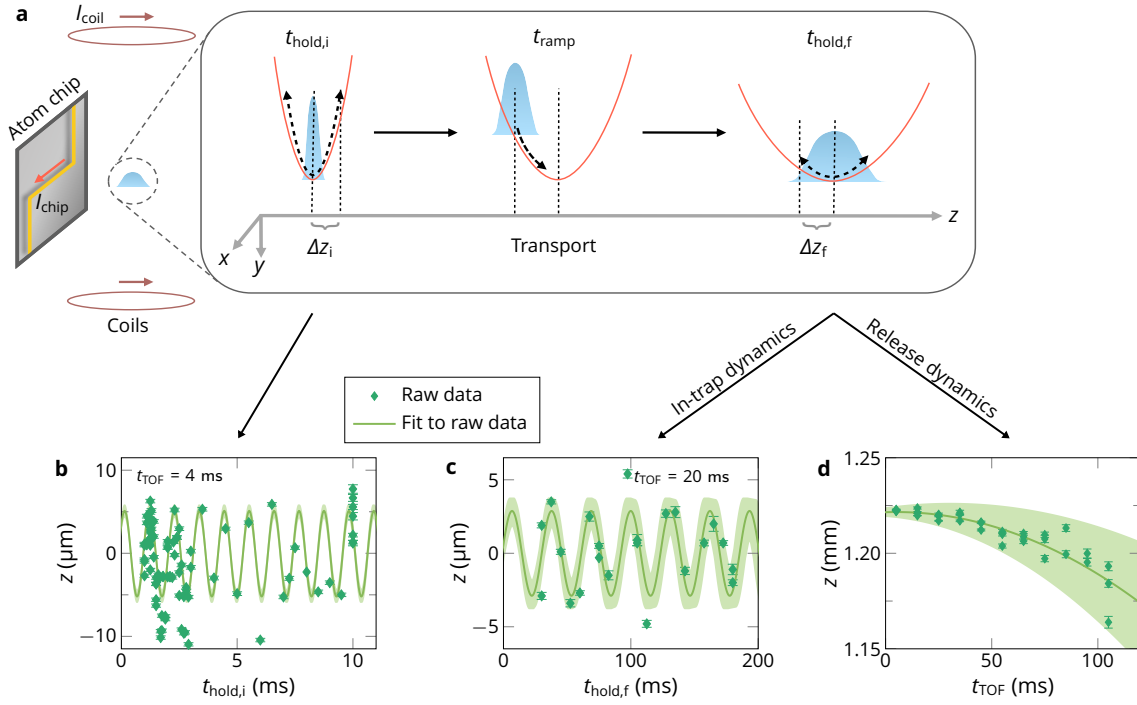 a
I_coil
t_hold,i
t_ramp
t_hold,f
Atom chip
I_chip
z
x
y
Δz_i
Transport
Δz_f
Coils
In-trap dynamics
Release dynamics
Raw data
Fit to raw data
b
t_TOF = 4 ms
z (μm)
10
0
−10
0
5
10
t_hold,i (ms)
c
t_TOF = 20 ms
z (μm)
5
0
−5
0
100
200
t_hold,f (ms)
d
z (mm)
1.25
1.20
1.15
0
50
100
t_TOF (ms)